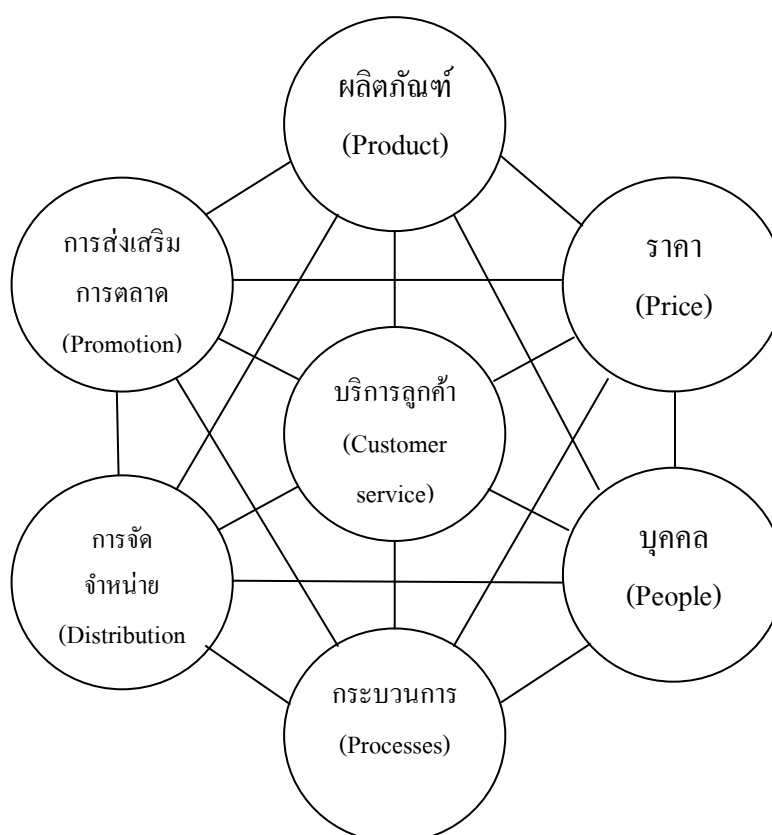 ผลิตภัณฑ์
(Product)
การส่งเสริม
การตลาด
(Promotion)
ราคา
(Price)
บริการลูกค้า
(Customer
service)
การจัด
จำหน่าย
(Distribution
บุคคล
(People)
กระบวนการ
(Processes)